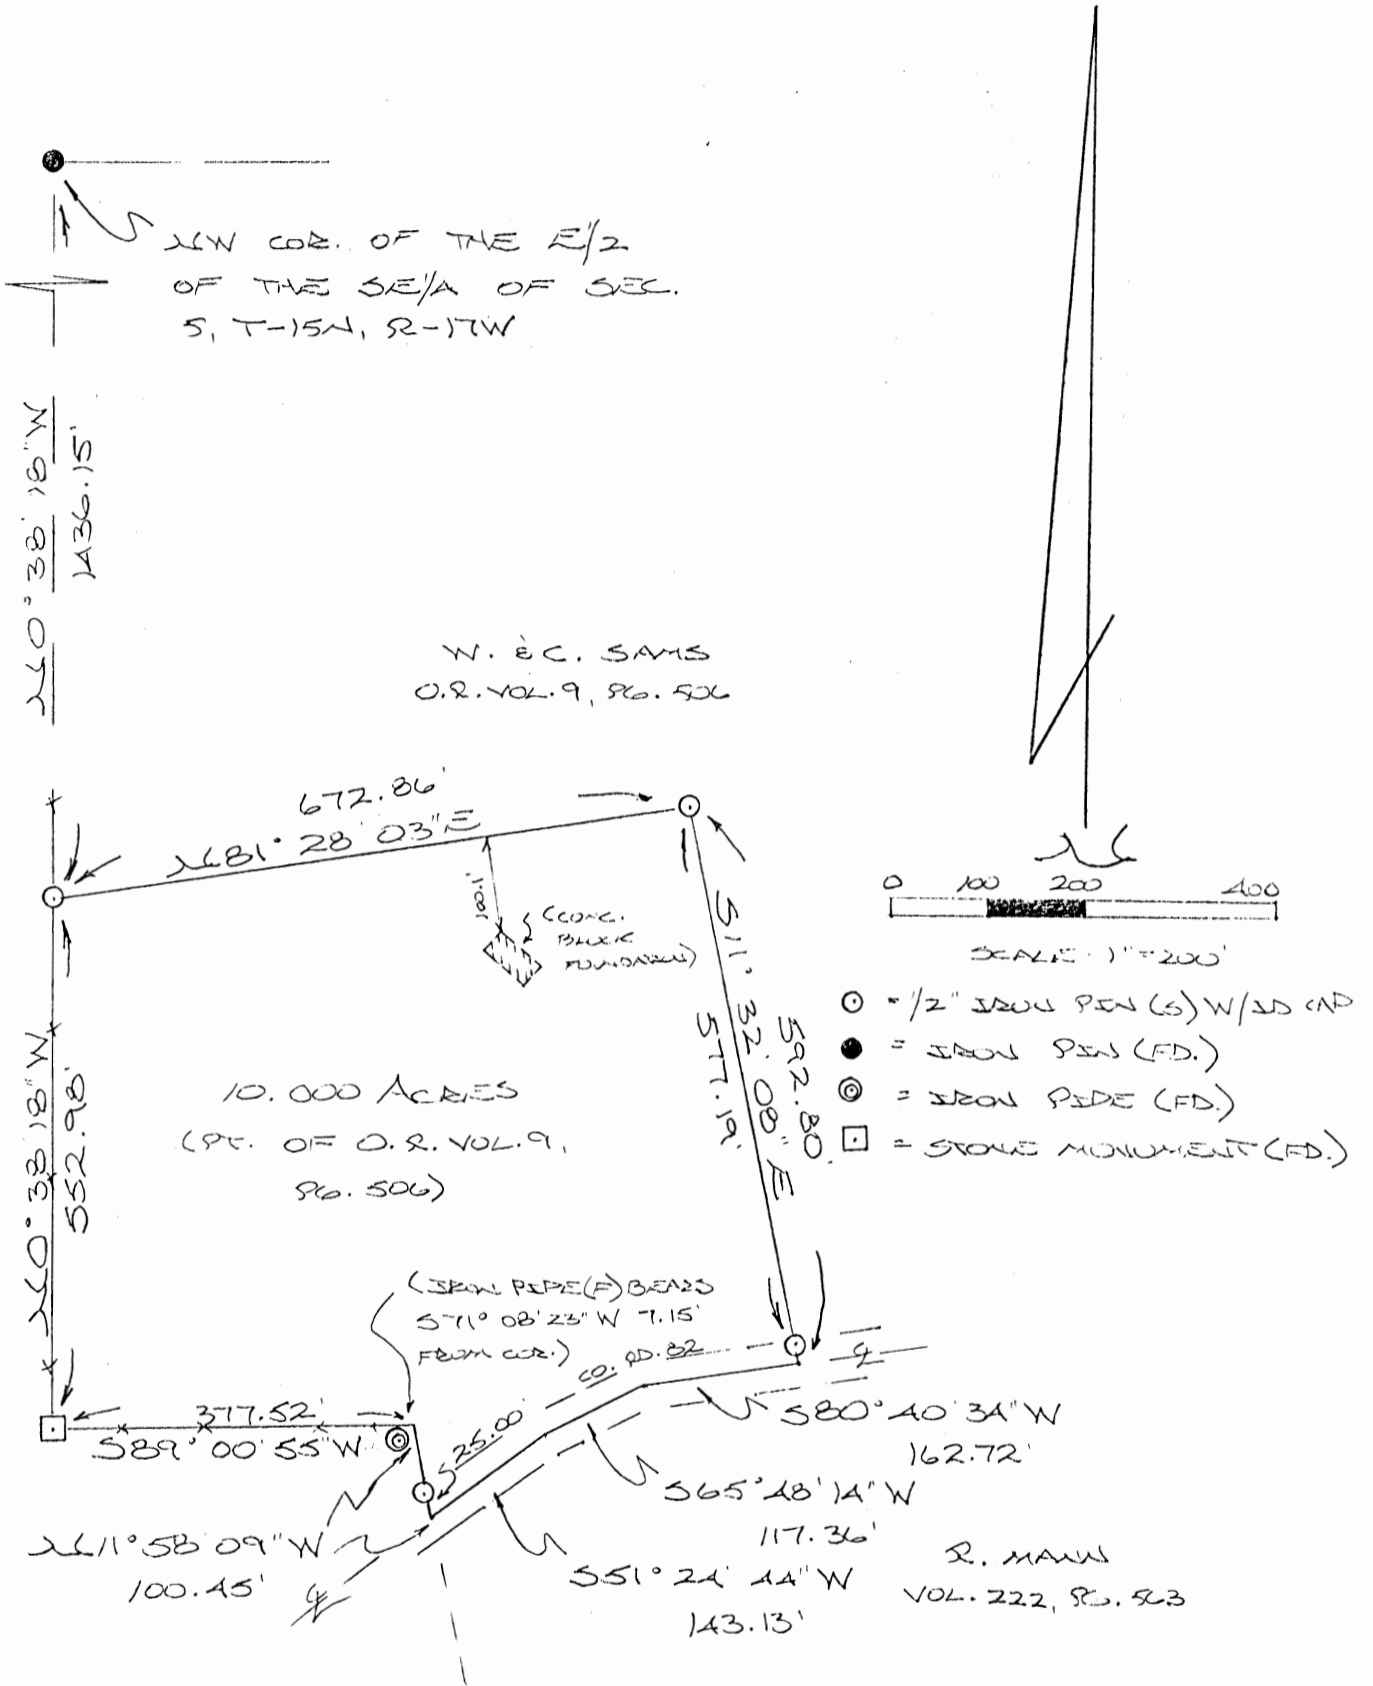 NW COR. OF THE E1/2
OF THE SE1/4 OF SEC.
5, T-15N, R-17W
N0° 38' 18" W
1436.15'
W. & C. SAMS
O.R. VOL. 9, PG. 506
672.86'
N81° 28' 03" E
100.1'
(CONC.
BLOCK
FOUNDATION)
S11° 32' 08" E
592.80'
577.19'
N
0 100 200 400
SCALE: 1" = 200'
= 1/2" IRON PIN (S) W/ID CAP
= IRON PIN (FD.)
= IRON PIPE (FD.)
= STONE MONUMENT (FD.)
N0° 38' 18" W
552.98'
10.000 ACRES
(PT. OF O.R. VOL. 9,
PG. 506)
(IRON PIPE(F) BEARS
S71° 08' 23" W 7.15'
FROM COR.)
CO. RD. 82
377.52'
S89° 00' 55" W
25.00'
S80° 40' 34" W
162.72'
S65° 48' 14" W
117.36'
N11° 58' 09" W
100.45'
S51° 24' 44" W
143.13'
R. MANN
VOL. 222, PG. 563